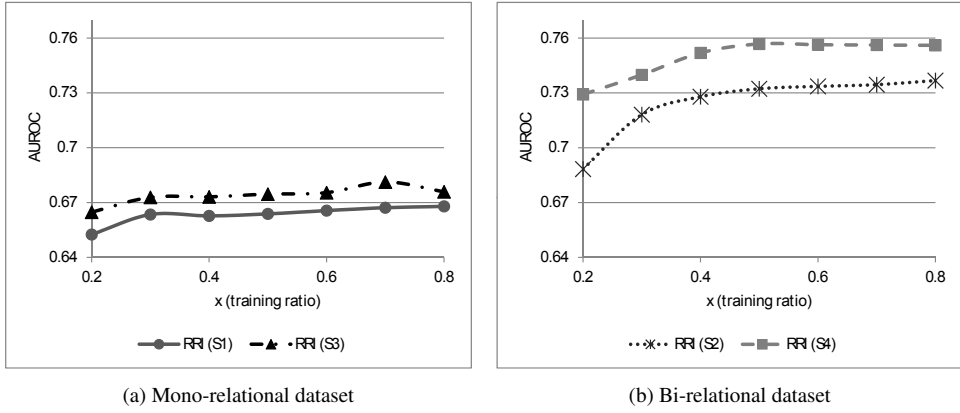 0.76
0.73
0.7
0.67
0.64
AUROC
0.2 0.4 0.6 0.8
x (training ratio)
RRI (S1) RRI (S3)
(a) Mono-relational dataset
0.76
0.73
0.7
0.67
0.64
AUROC
0.2 0.4 0.6 0.8
x (training ratio)
RRI (S2) RRI (S4)
(b) Bi-relational dataset